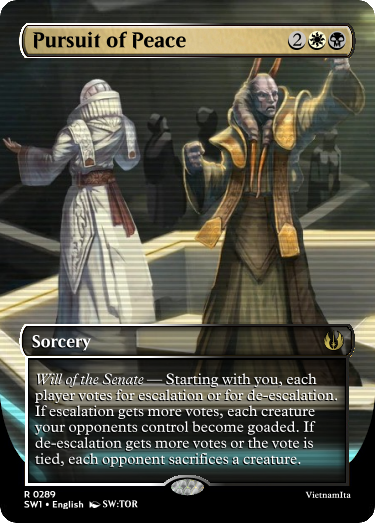 Pursuit of Peace 2
Sorcery
Will of the Senate — Starting with you, each
player votes for escalation or for de-escalation.
If escalation gets more votes, each creature
your opponents control become goaded. If
de-escalation gets more votes or the vote is
tied, each opponent sacrifices a creature.
R 0289
SW1 • English SW:TOR
VietnamIta